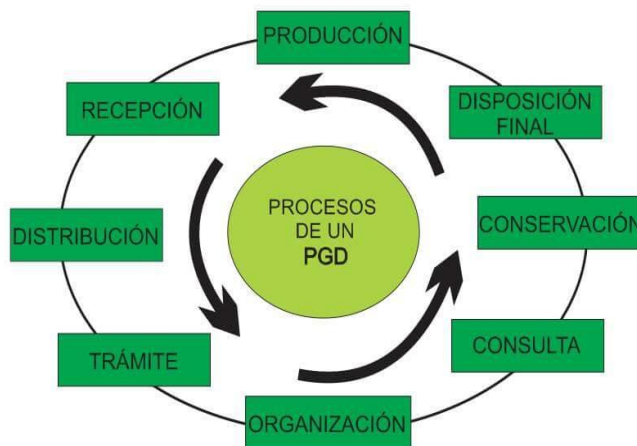 PRODUCCIÓN
RECEPCIÓN
DISPOSICIÓN
FINAL
PROCESOS
DE UN
PGD
DISTRIBUCIÓN
CONSERVACIÓN
TRÁMITE
CONSULTA
ORGANIZACIÓN